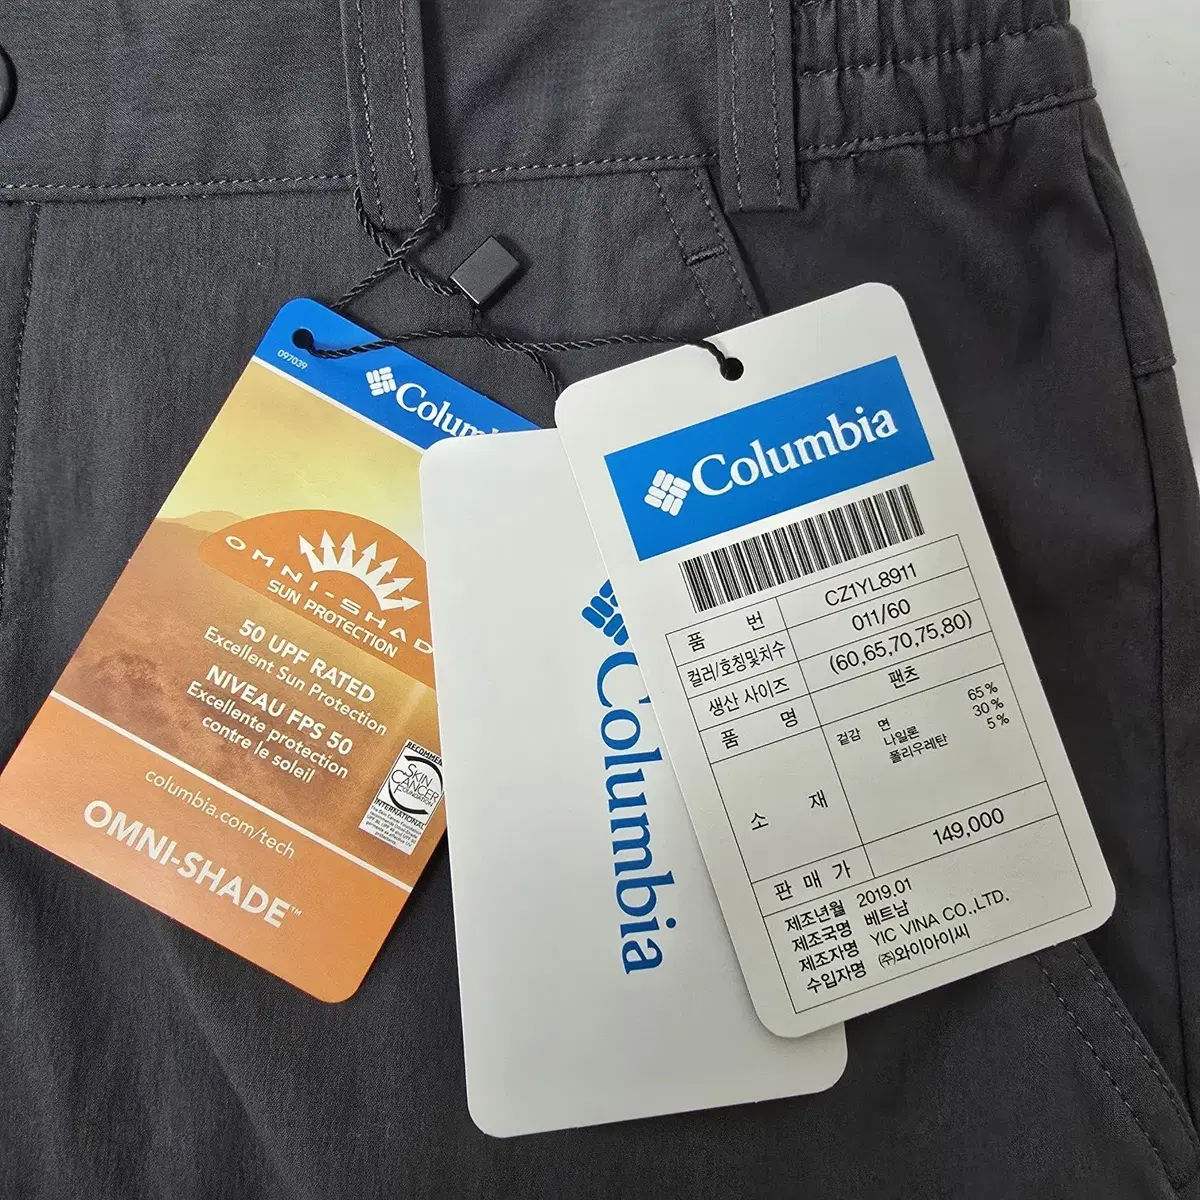 097039
Colum
OMNI-SHAD
SUN PROTECTION
50 UPF RATED
Excellent Sun Protection
NIVEAU FPS 50
Excellente protection
contre le soleil
RECOMMEN
SKIN
CANCER
FOUNDATION
INTERNATIONAL
columbia.com/tech
OMNI-SHADE™
Columbia
Columbia
품 번 CZ1YL8911
컬러/호칭및치수 011/60
생산 사이즈 (60,65,70,75,80)
품 명 팬츠
소 재 겉감 면 65 %
나일론 30 %
폴리우레탄 5 %
판 매 가 149,000
제조년월 2019.01
제조국명 베트남
제조자명 YIC VINA CO.,LTD.
수입자명 ㈜와이아이씨